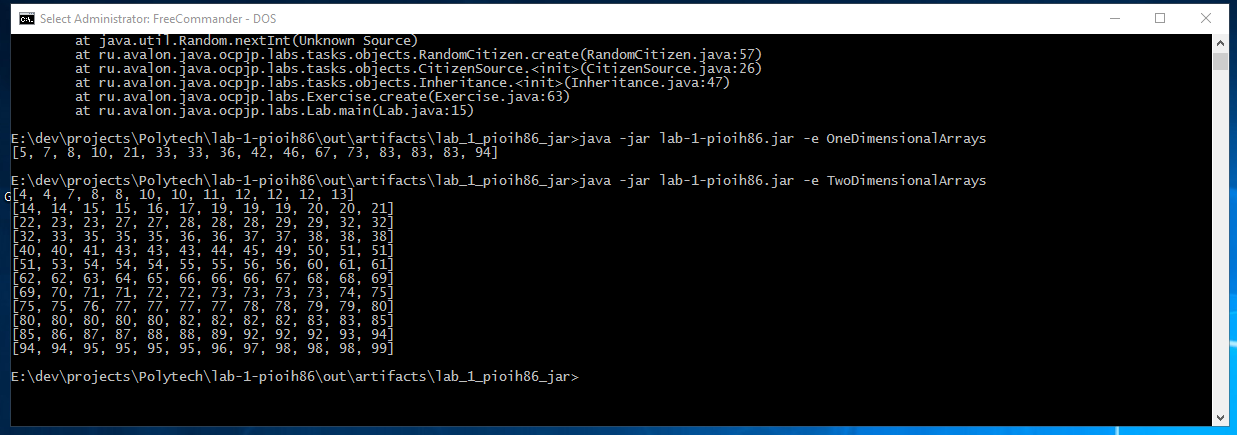 Select Administrator: FreeCommander - DOS
at java.util.Random.nextInt(Unknown Source)
at ru.avalon.java.ocpjp.labs.tasks.objects.RandomCitizen.create(RandomCitizen.java:57)
at ru.avalon.java.ocpjp.labs.tasks.objects.CitizenSource.<init>(CitizenSource.java:26)
at ru.avalon.java.ocpjp.labs.tasks.objects.Inheritance.<init>(Inheritance.java:47)
at ru.avalon.java.ocpjp.labs.Exercise.create(Exercise.java:63)
at ru.avalon.java.ocpjp.labs.Lab.main(Lab.java:15)
E:\dev\projects\Polytech\lab-1-pioih86\out\artifacts\lab_1_pioih86_jar>java -jar lab-1-pioih86.jar -e OneDimensionalArrays
[5, 7, 8, 10, 21, 33, 33, 36, 42, 46, 67, 73, 83, 83, 83, 94]
E:\dev\projects\Polytech\lab-1-pioih86\out\artifacts\lab_1_pioih86_jar>java -jar lab-1-pioih86.jar -e TwoDimensionalArrays
[4, 4, 7, 8, 8, 10, 10, 11, 12, 12, 12, 13]
[14, 14, 15, 15, 16, 17, 19, 19, 19, 20, 20, 21]
[22, 23, 23, 27, 27, 28, 28, 28, 29, 29, 32, 32]
[32, 33, 35, 35, 35, 36, 36, 37, 37, 38, 38, 38]
[40, 40, 41, 43, 43, 43, 44, 45, 49, 50, 51, 51]
[51, 53, 54, 54, 54, 55, 55, 56, 56, 60, 61, 61]
[62, 62, 63, 64, 65, 66, 66, 66, 67, 68, 68, 69]
[69, 70, 71, 71, 72, 72, 73, 73, 73, 73, 74, 75]
[75, 75, 76, 77, 77, 77, 77, 78, 78, 79, 79, 80]
[80, 80, 80, 80, 80, 82, 82, 82, 82, 83, 83, 85]
[85, 86, 87, 87, 88, 88, 89, 92, 92, 92, 93, 94]
[94, 94, 95, 95, 95, 95, 96, 97, 98, 98, 98, 99]
E:\dev\projects\Polytech\lab-1-pioih86\out\artifacts\lab_1_pioih86_jar>